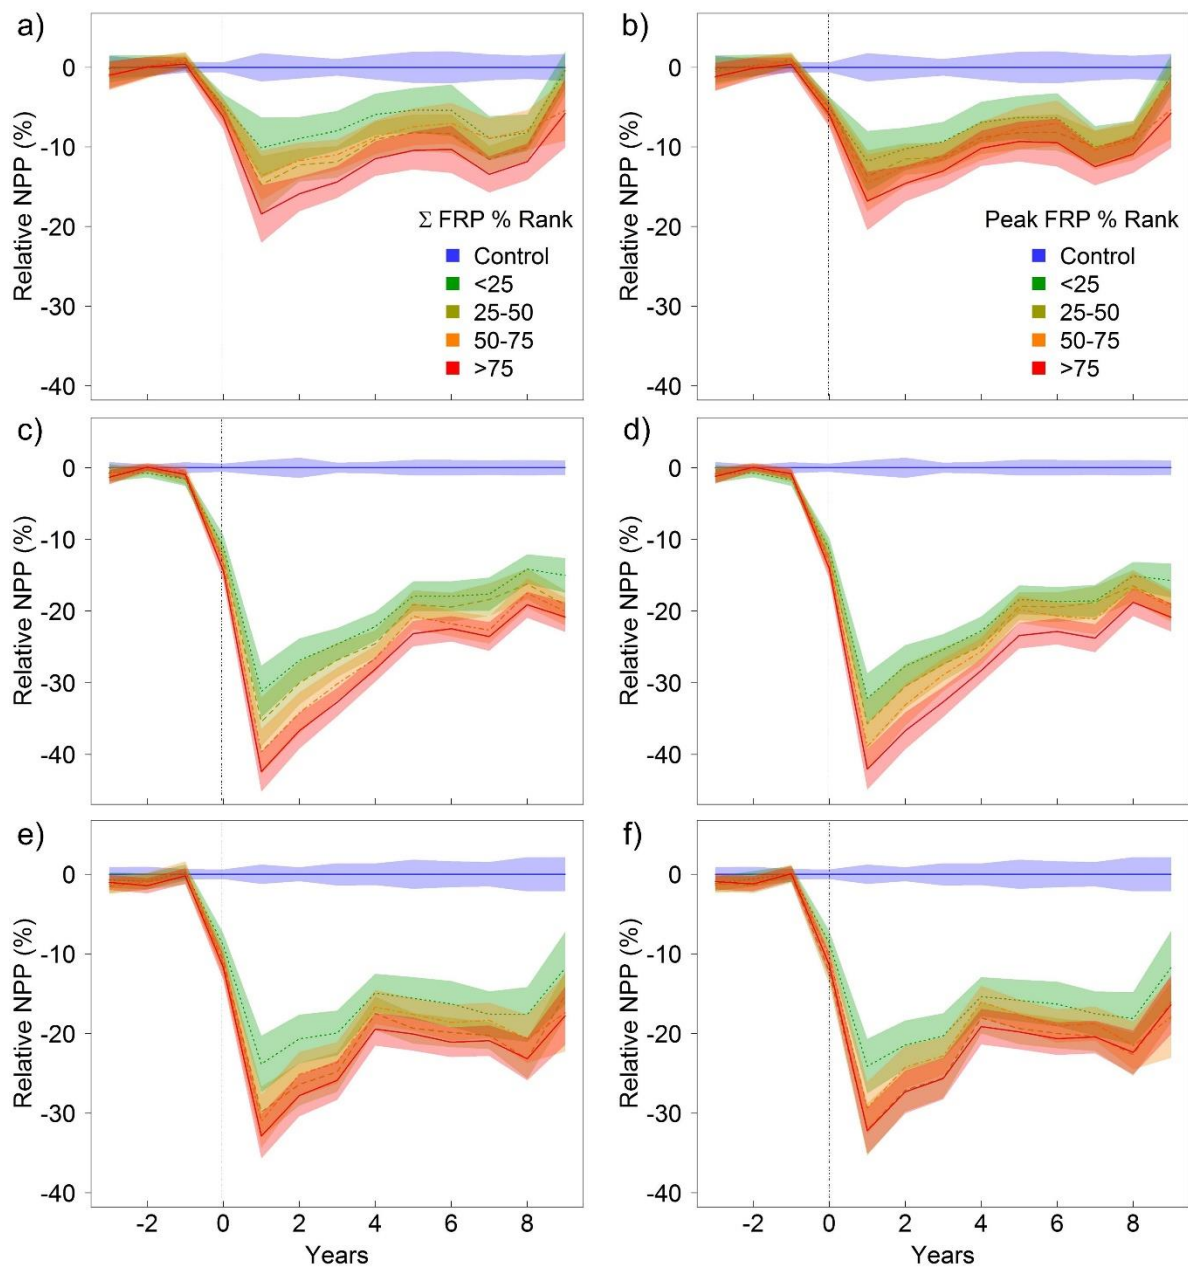 a)
Relative NPP (%)
0
-10
-20
-30
-40
Σ FRP % Rank
Control
<25
25-50
50-75
>75
b)
Relative NPP (%)
0
-10
-20
-30
-40
Peak FRP % Rank
Control
<25
25-50
50-75
>75
c)
Relative NPP (%)
0
-10
-20
-30
-40
d)
Relative NPP (%)
0
-10
-20
-30
-40
e)
Relative NPP (%)
0
-10
-20
-30
-40
-2 0 2 4 6 8
Years
f)
Relative NPP (%)
0
-10
-20
-30
-40
-2 0 2 4 6 8
Years